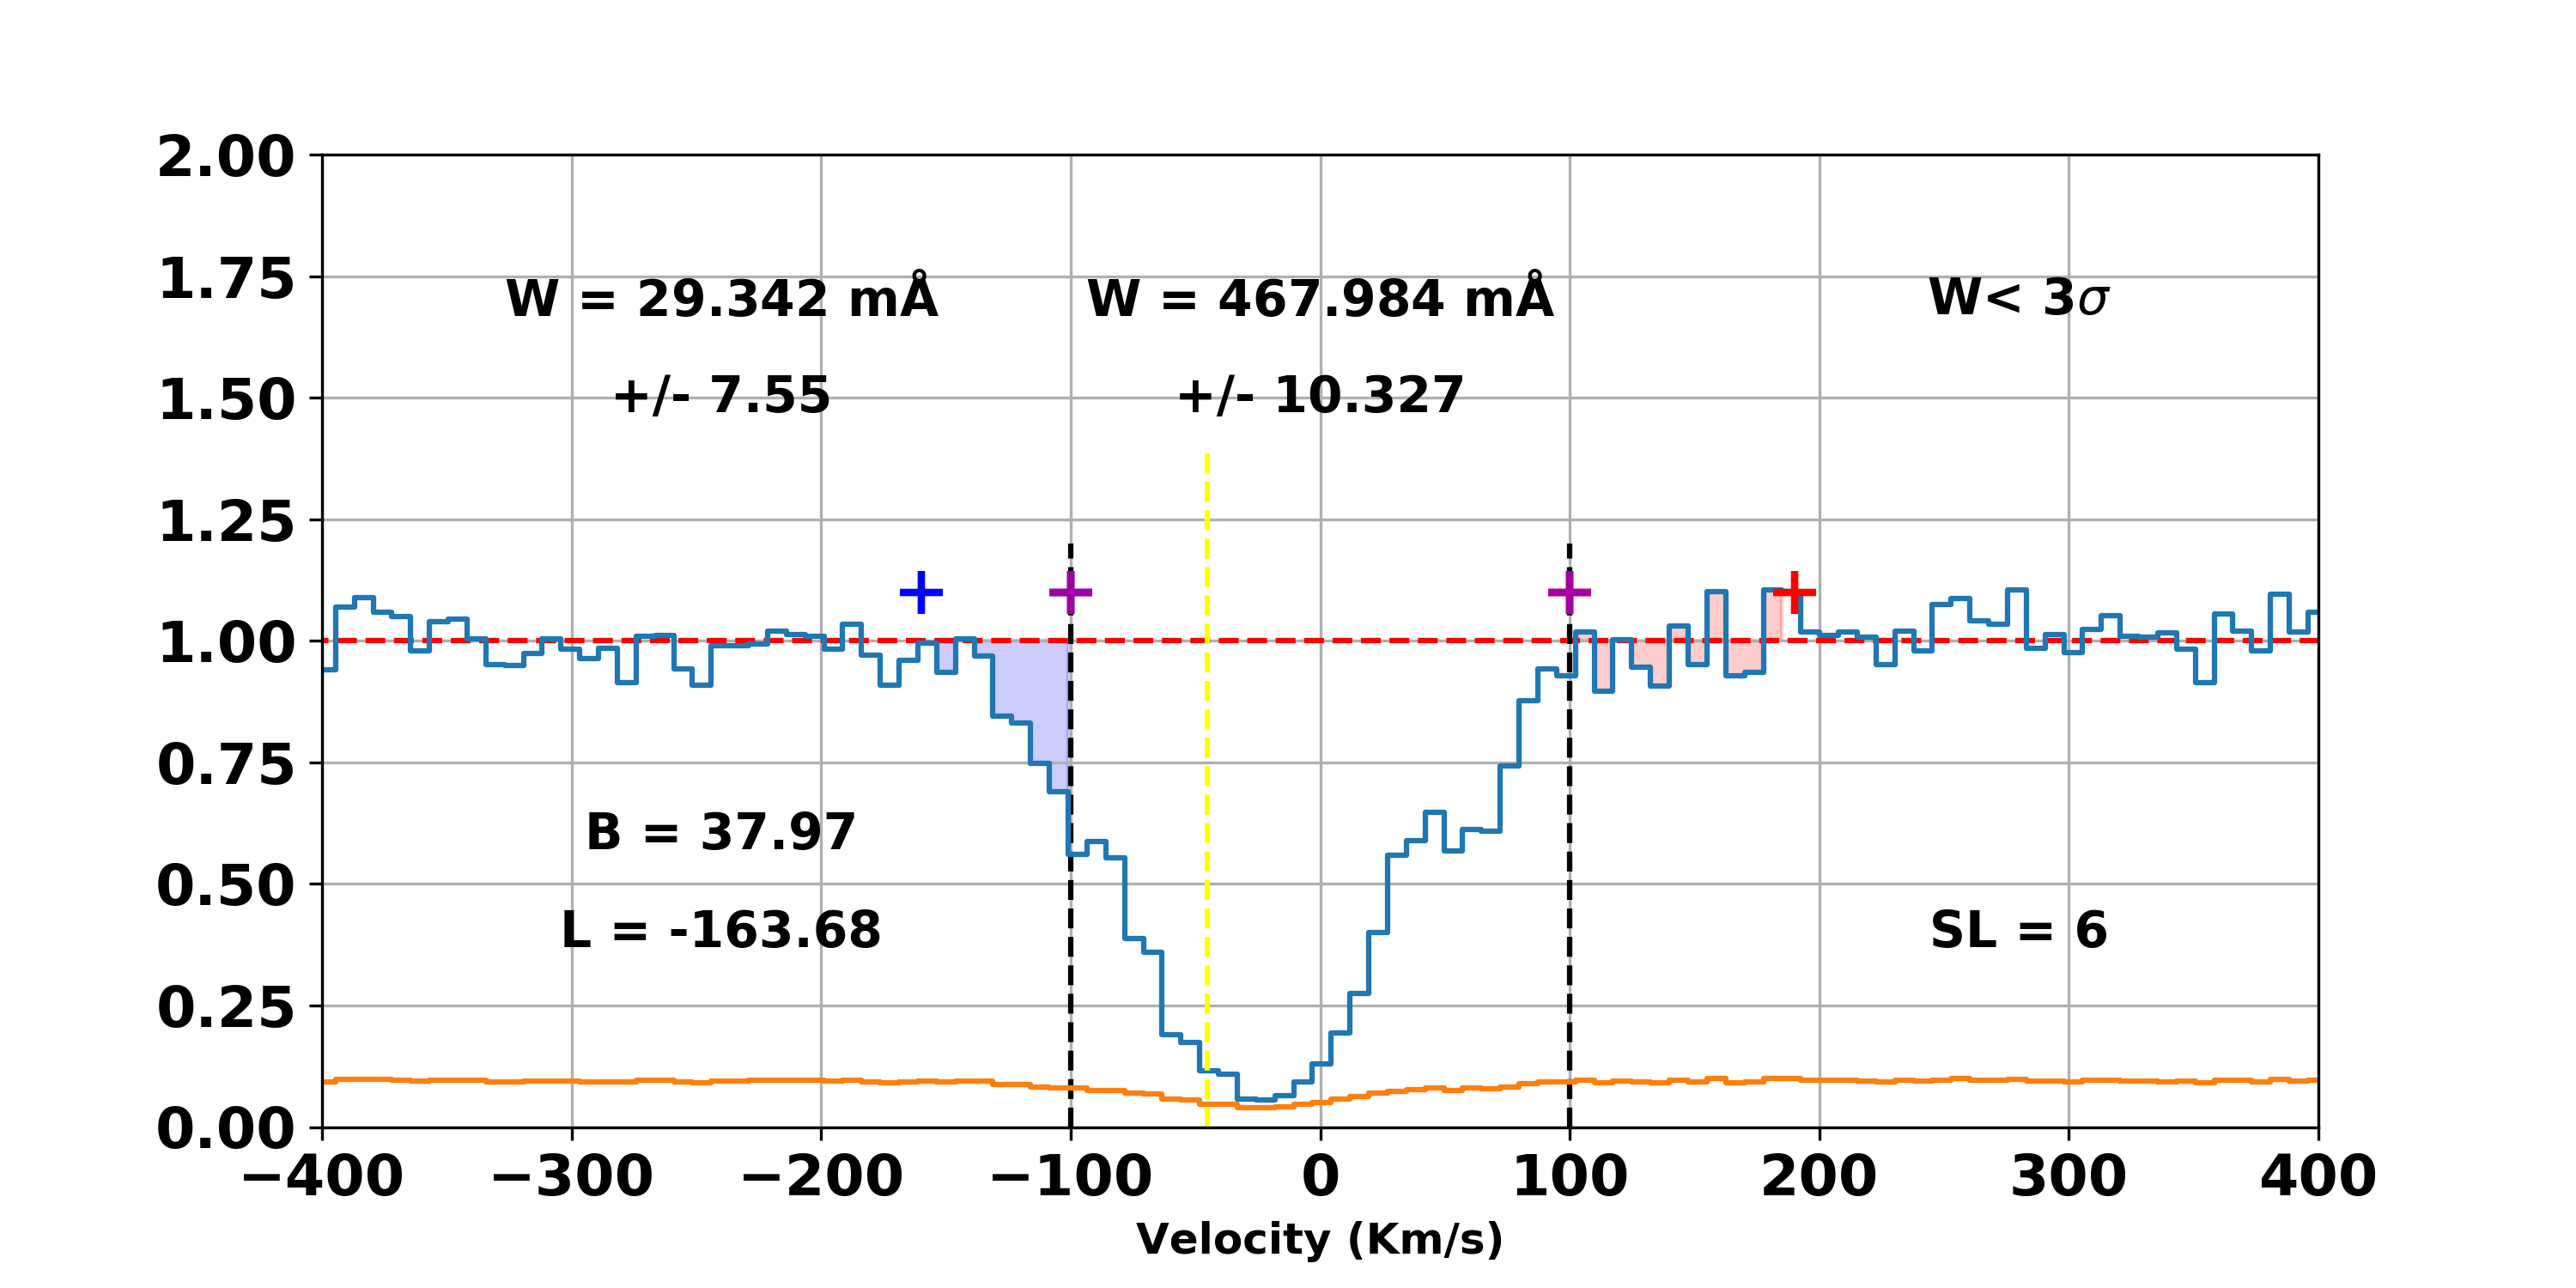 2.00
1.75
1.50
1.25
1.00
0.75
0.50
0.25
0.00
W = 29.342 mÅ
+/- 7.55
W = 467.984 mÅ
+/- 10.327
W< 3σ
B = 37.97
L = -163.68
SL = 6
−400 −300 −200 −100 0 100 200 300 400
Velocity (Km/s)